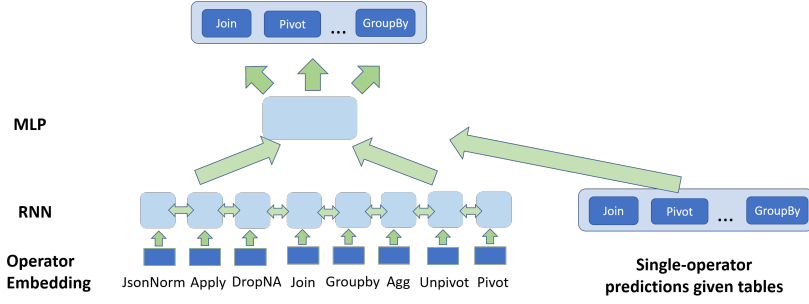 Join Pivot ... GroupBy
MLP
RNN
Join Pivot ... GroupBy
Operator
Embedding
JsonNorm Apply DropNA Join Groupby Agg Unpivot Pivot
Single-operator
predictions given tables